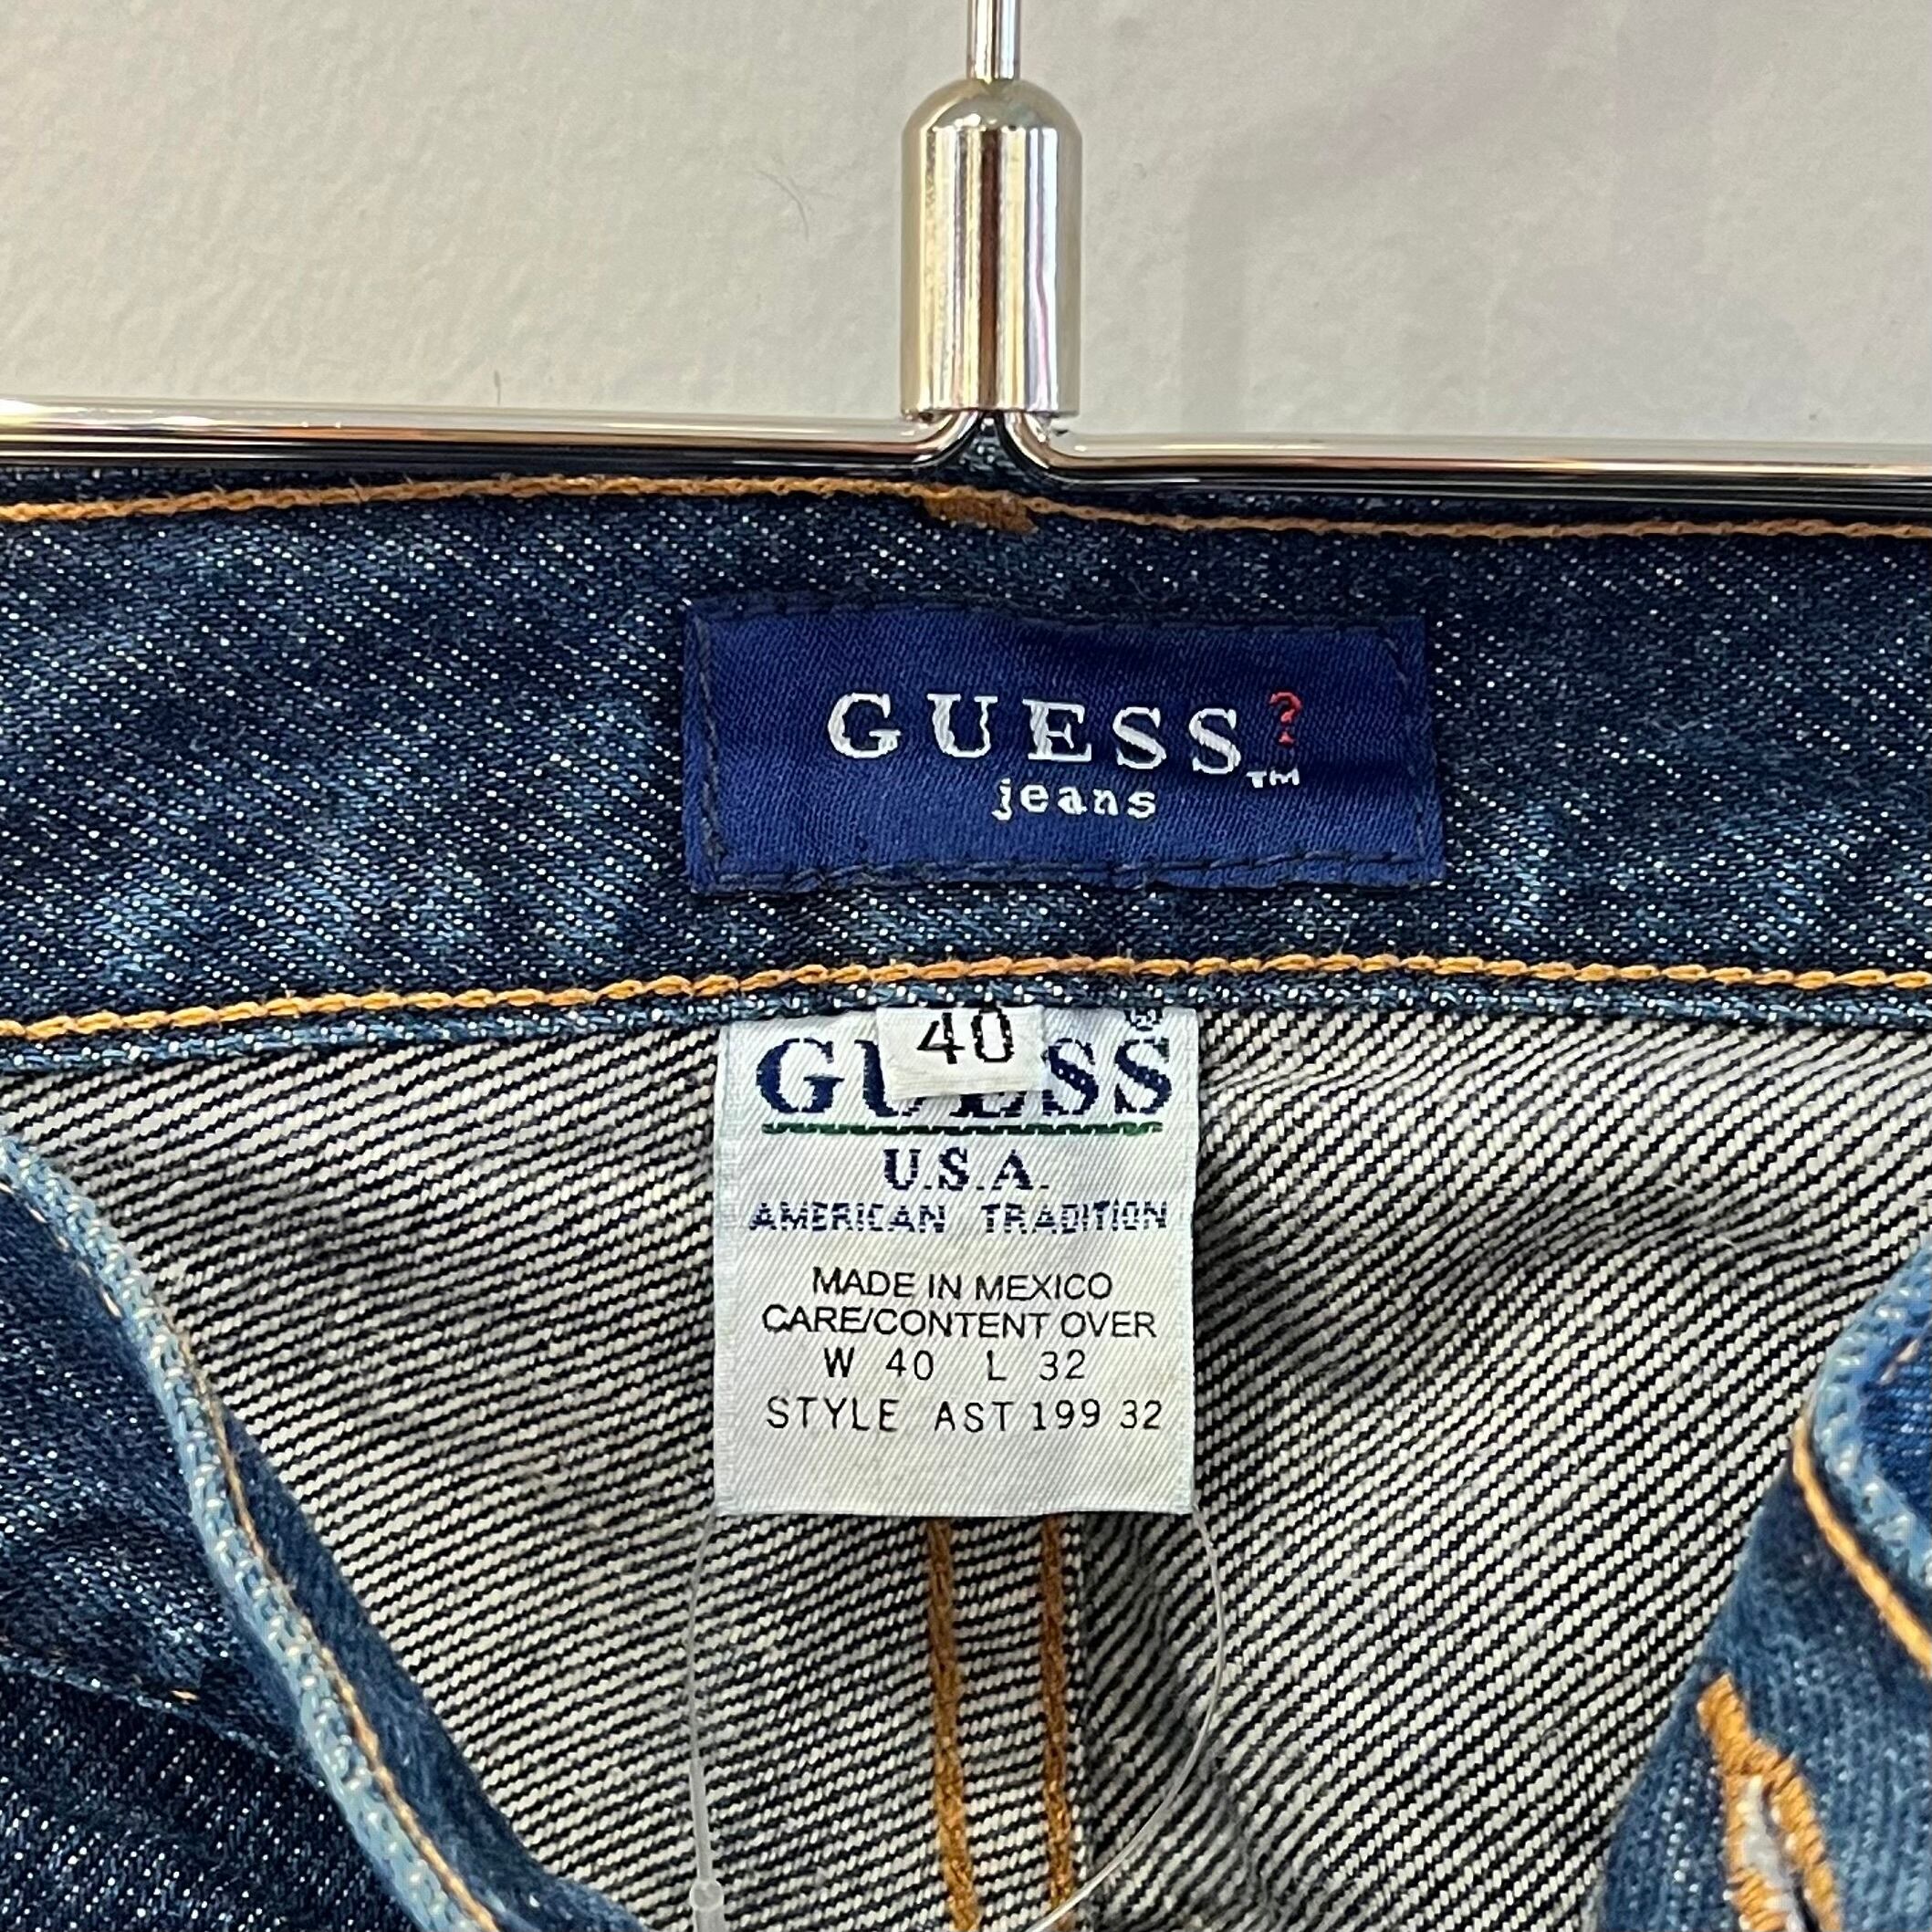 GUESS?™
jeans
40
GUESS®
U.S.A.
AMERICAN TRADITION
MADE IN MEXICO
CARE/CONTENT OVER
W 40 L 32
STYLE AST 199 32